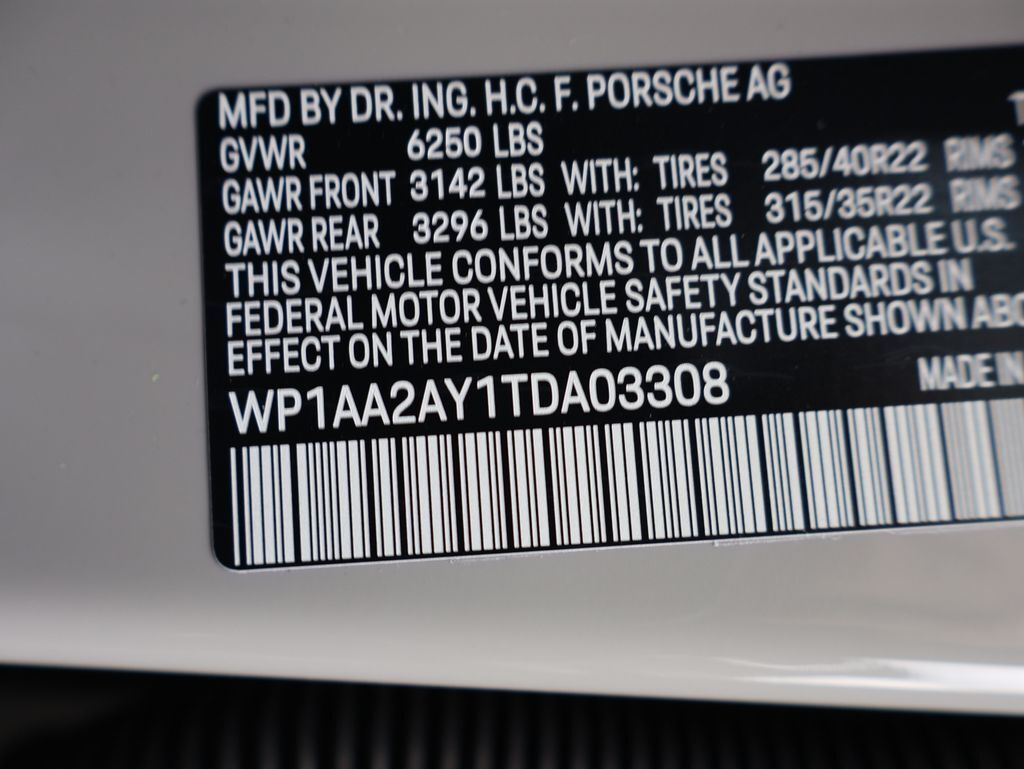 MFD BY DR. ING. H.C. F. PORSCHE AG
GVWR 6250 LBS
GAWR FRONT 3142 LBS WITH: TIRES 285/40R22 RIMS
GAWR REAR 3296 LBS WITH: TIRES 315/35R22 RIMS
THIS VEHICLE CONFORMS TO ALL APPLICABLE U.S.
FEDERAL MOTOR VEHICLE SAFETY STANDARDS IN
EFFECT ON THE DATE OF MANUFACTURE SHOWN
WP1AA2AY1TDA03308 MADE IN